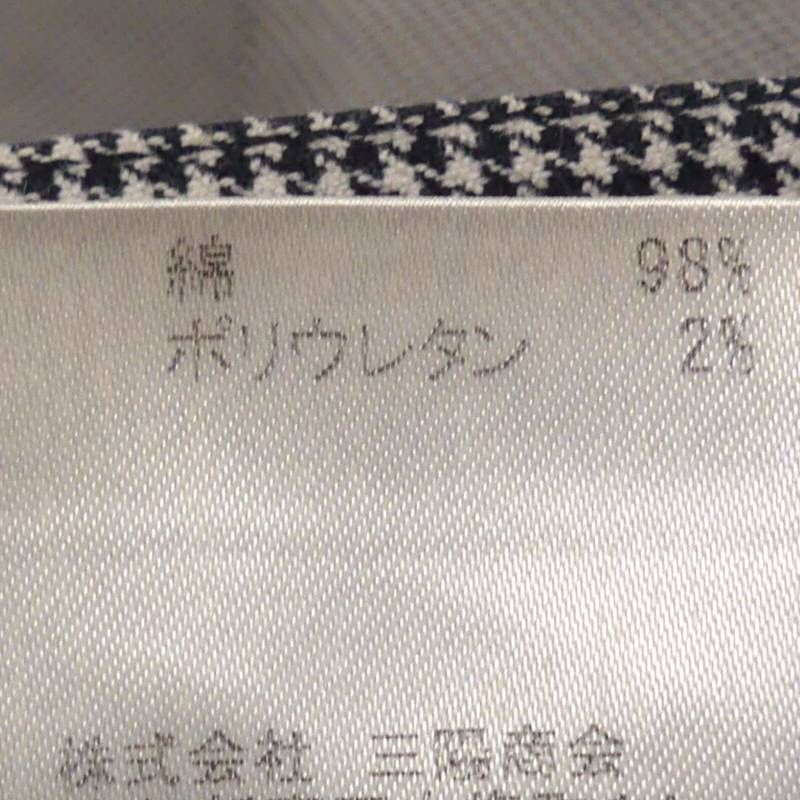 綿 98%
ポリウレタン 2%
株式会社 三陽商会